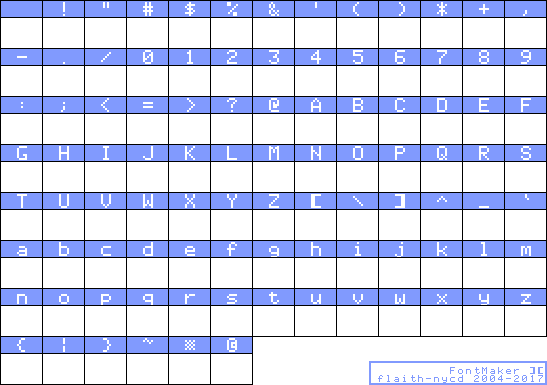 ! " # $ % & ' ( ) * + ,
- . / 0 1 2 3 4 5 6 7 8 9
: ; < = > ? @ A B C D E F
G H I J K L M N O P Q R S
T U V W X Y Z [ \ ] ^ _ `
a b c d e f g h i j k l m
n o p q r s t u v w x y z
{ | } ~ ▒ @
FontMaker ][
flaith-nycd 2004-2017